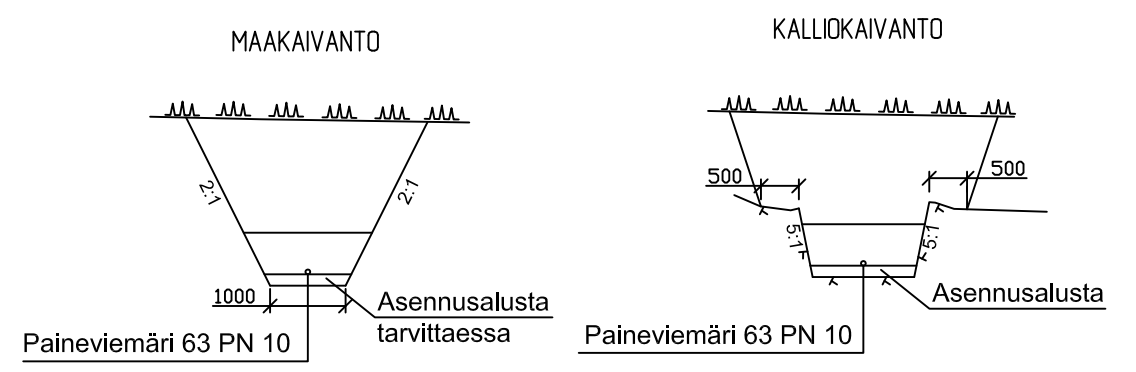 MAAKAIVANTO
2:1
2:1
1000
Asennusalusta
tarvittaessa
Paineviemäri 63 PN 10
KALLIOKAIVANTO
500
500
5:1
5:1
Asennusalusta
Paineviemäri 63 PN 10